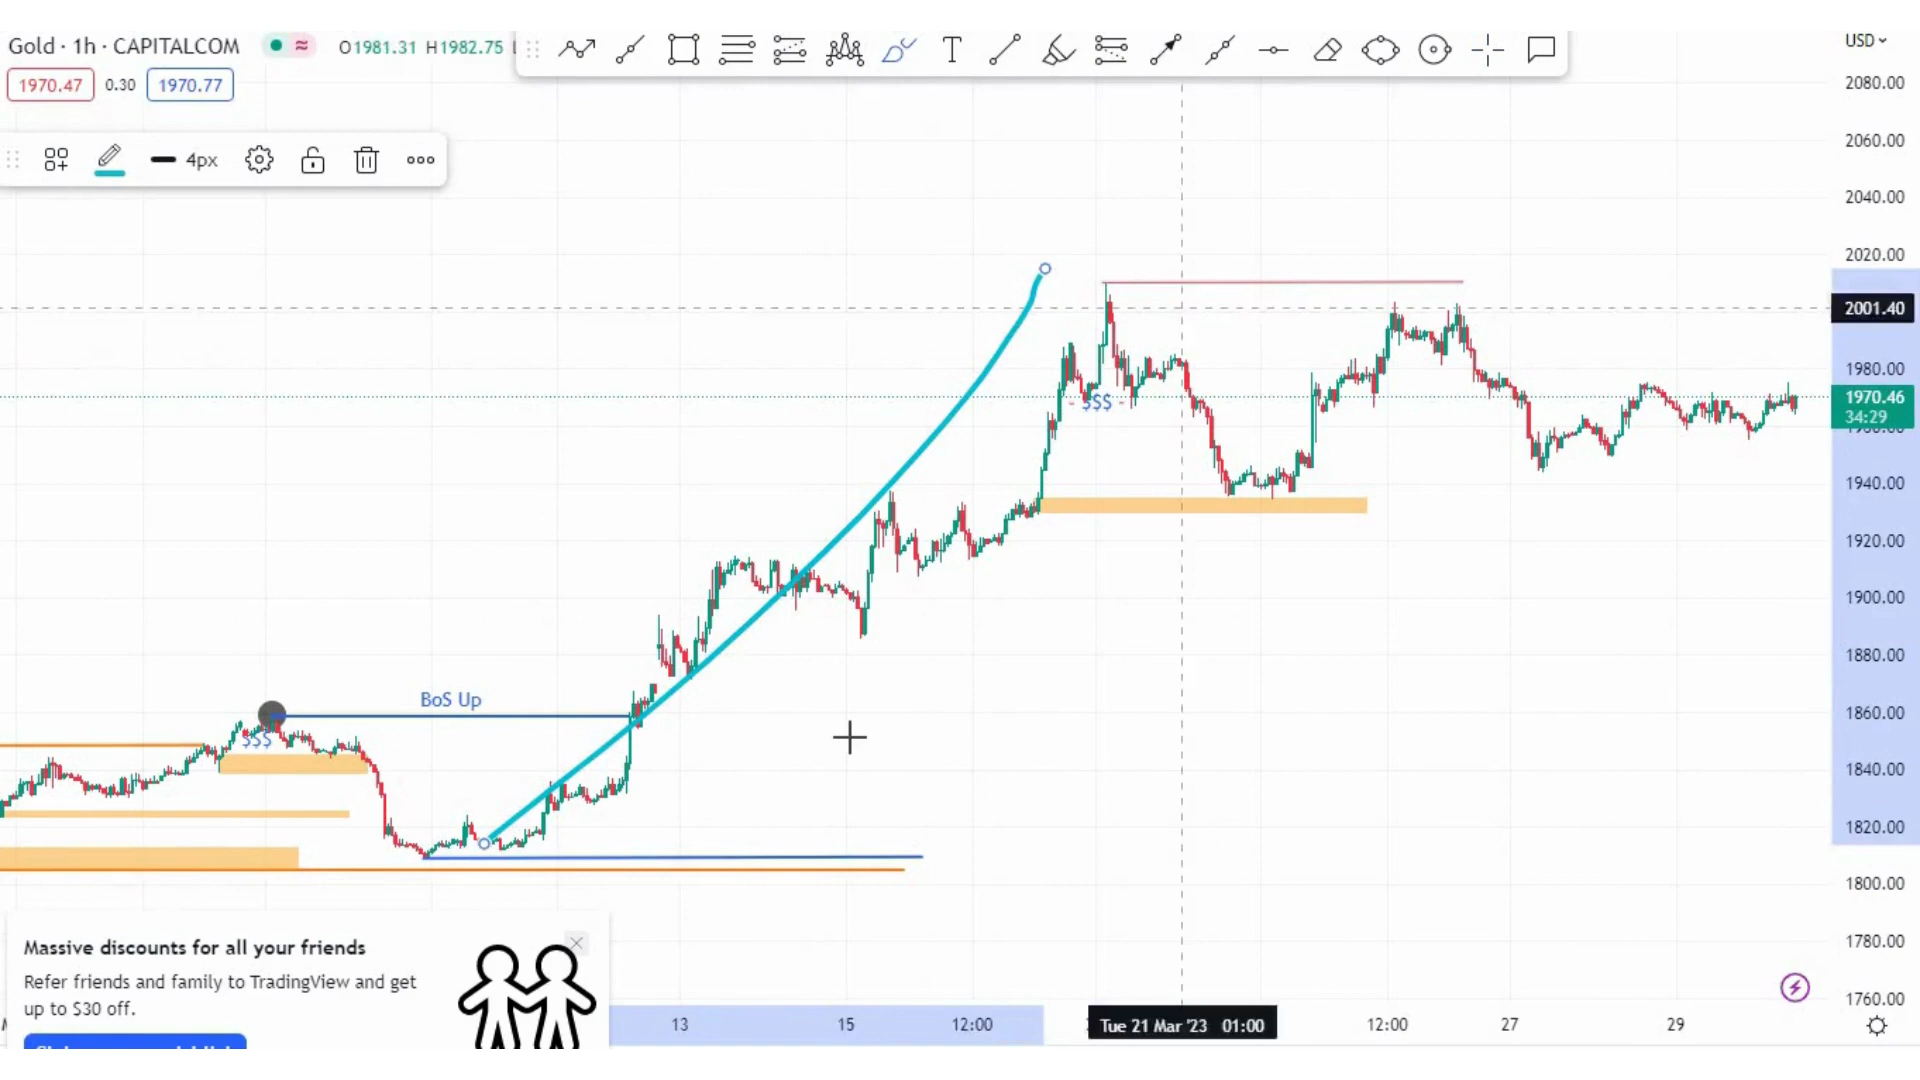 Gold · 1h · CAPITALCOM
O1981.31 H1982.75
USD
1970.47 0.30 1970.77
4px
2080.00
2060.00
2040.00
2020.00
2001.40
1980.00
1970.46
34:29
$$$
1940.00
1920.00
1900.00
1880.00
BoS Up
1860.00
$$$
1840.00
1820.00
1800.00
1780.00
1760.00
Massive discounts for all your friends
Refer friends and family to TradingView and get
up to $30 off.
13 15 12:00 Tue 21 Mar '23 01:00 12:00 27 29